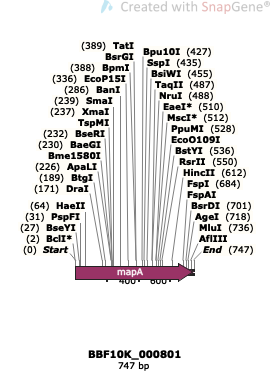 Created with SnapGene®
(389) TatI
BsrGI
(388) BpmI
(336) EcoP15I
(286) BanI
(239) SmaI
(237) XmaI
TspMI
(232) BseRI
(230) BaeGI
Bme1580I
(226) ApaLI
(189) BtgI
(171) DraI
(64) HaeII
(31) PspFI
(27) BseYI
(2) BclI*
(0) Start
Bpu10I (427)
SspI (435)
BsiWI (455)
TaqII (487)
NruI (488)
EaeI* (510)
MscI* (512)
PpuMI (528)
EcoO109I
BstYI (536)
RsrII (550)
HincII (612)
FspI (684)
FspAI
BsrDI (701)
AgeI (718)
MluI (736)
AflIII
End (747)
mapA
400
600
BBF10K_000801
747 bp